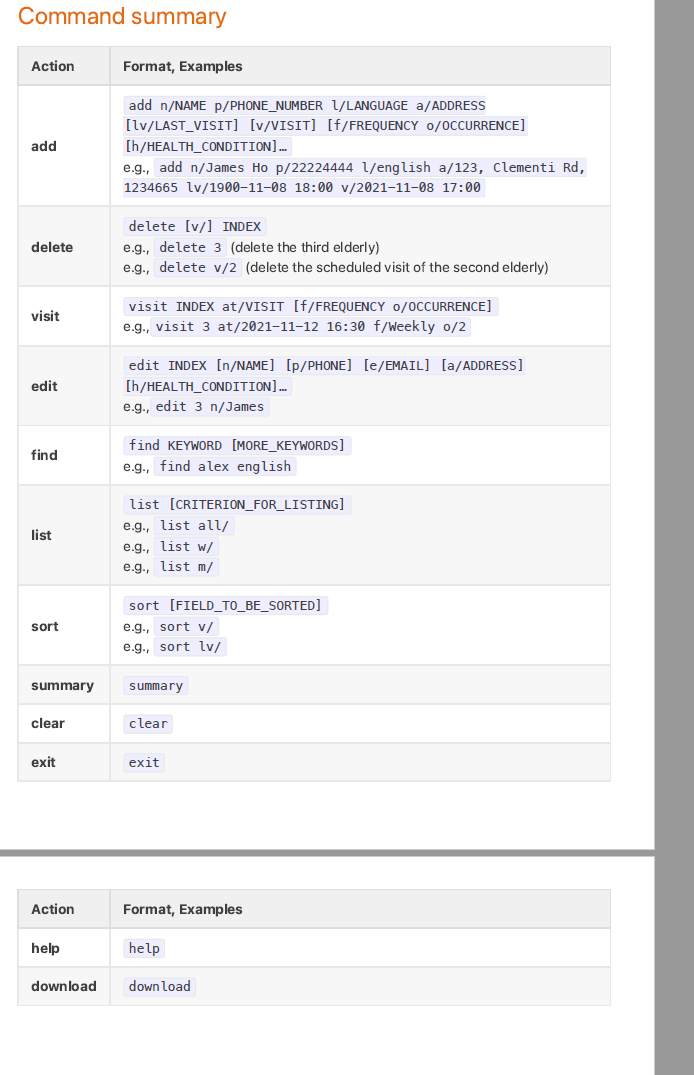 Command summary
Action Format, Examples
add
add n/NAME p/PHONE_NUMBER l/LANGUAGE a/ADDRESS
[lv/LAST_VISIT] [v/VISIT] [f/FREQUENCY o/OCCURRENCE]
[h/HEALTH_CONDITION]…
e.g., add n/James Ho p/22224444 l/english a/123, Clementi Rd,
1234665 lv/1900-11-08 18:00 v/2021-11-08 17:00
delete
delete [v/] INDEX
e.g., delete 3 (delete the third elderly)
e.g., delete v/2 (delete the scheduled visit of the second elderly)
visit
visit INDEX at/VISIT [f/FREQUENCY o/OCCURRENCE]
e.g., visit 3 at/2021-11-12 16:30 f/Weekly o/2
edit
edit INDEX [n/NAME] [p/PHONE] [e/EMAIL] [a/ADDRESS]
[h/HEALTH_CONDITION]…
e.g., edit 3 n/James
find
find KEYWORD [MORE_KEYWORDS]
e.g., find alex english
list
list [CRITERION_FOR_LISTING]
e.g., list all/
e.g., list w/
e.g., list m/
sort
sort [FIELD_TO_BE_SORTED]
e.g., sort v/
e.g., sort lv/
summary summary
clear clear
exit exit
Action Format, Examples
help help
download download